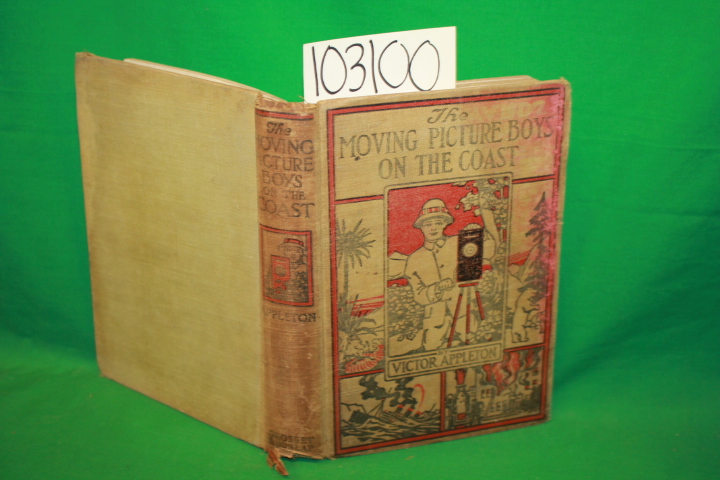 103100
The
MOVING PICTURE BOYS
ON THE COAST
VICTOR APPLETON
The
MOVING
PICTURE
BOYS
ON THE
COAST
APPLETON